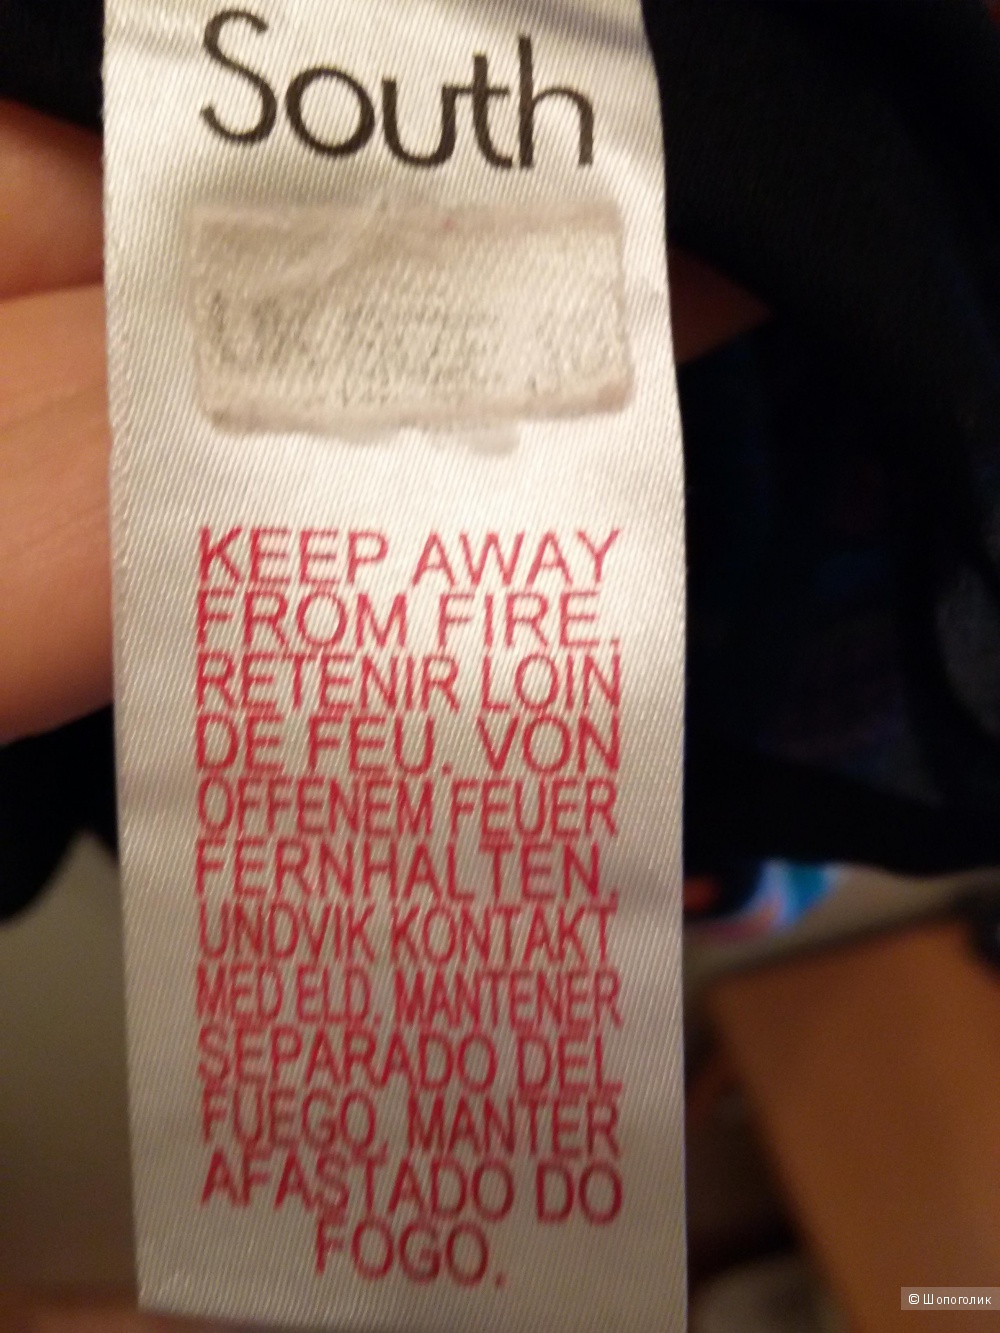 South
KEEP AWAY
FROM FIRE.
RETENIR LOIN
DE FEU. VON
OFFENEM FEUER
FERNHALTEN.
UNDVIK KONTAKT
MED ELD. MANTENER
SEPARADO DEL
FUEGO. MANTER
AFASTADO DO
FOGO.
© Шопоголик